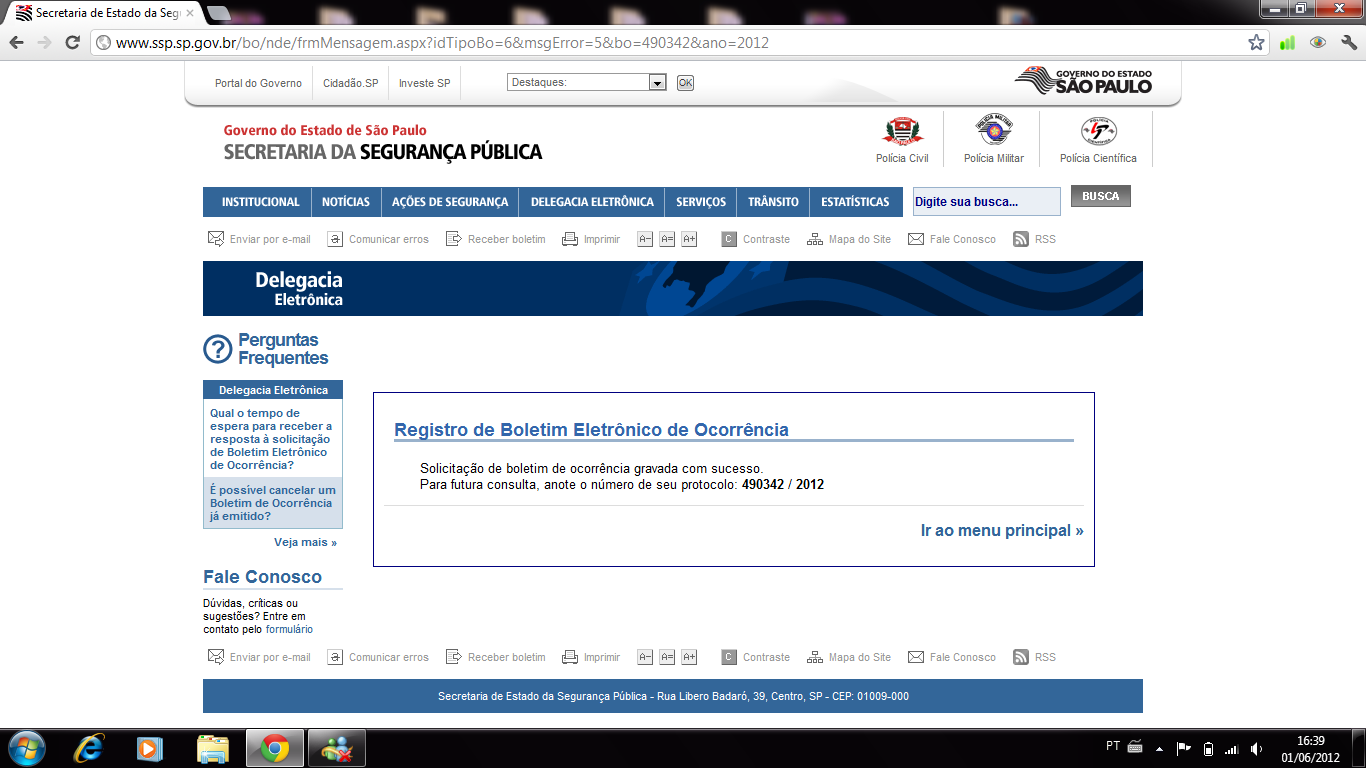 Secretaria de Estado da Seg
www.ssp.sp.gov.br/bo/nde/frmMensagem.aspx?idTipoBo=6&msgError=5&bo=490342&ano=2012
Portal do Governo
Cidadão.SP
Investe SP
Destaques:
OK
GOVERNO DO ESTADO
SÃO PAULO
Governo do Estado de São Paulo
SECRETARIA DA SEGURANÇA PÚBLICA
Polícia Civil
Polícia Militar
Polícia Científica
INSTITUCIONAL
NOTÍCIAS
AÇÕES DE SEGURANÇA
DELEGACIA ELETRÔNICA
SERVIÇOS
TRÂNSITO
ESTATÍSTICAS
Digite sua busca...
BUSCA
Enviar por e-mail
Comunicar erros
Receber boletim
Imprimir
A-
A=
A+
C
Contraste
Mapa do Site
Fale Conosco
RSS
Delegacia
Eletrônica
Perguntas
Frequentes
Delegacia Eletrônica
Qual o tempo de
espera para receber a
resposta à solicitação
de Boletim Eletrônico
de Ocorrência?
É possível cancelar um
Boletim de Ocorrência
já emitido?
Veja mais »
Registro de Boletim Eletrônico de Ocorrência
Solicitação de boletim de ocorrência gravada com sucesso.
Para futura consulta, anote o número de seu protocolo: 490342 / 2012
Ir ao menu principal »
Fale Conosco
Dúvidas, críticas ou
sugestões? Entre em
contato pelo formulário
Enviar por e-mail
Comunicar erros
Receber boletim
Imprimir
A-
A=
A+
C
Contraste
Mapa do Site
Fale Conosco
RSS
Secretaria de Estado da Segurança Pública - Rua Libero Badaró, 39, Centro, SP - CEP: 01009-000
PT
16:39
01/06/2012